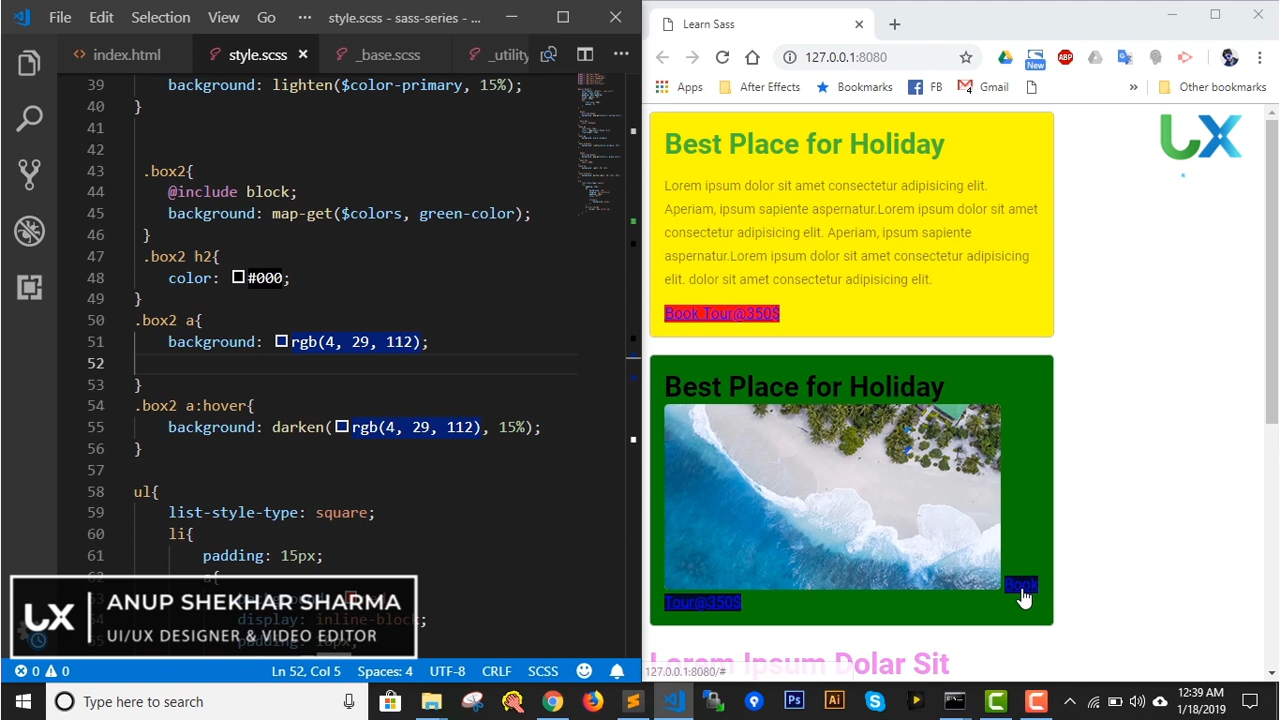 File Edit Selection View Go ··· style.scss - sass-series - ...
index.html style.scss _base.scss _utility
39 background: lighten($color-primary, 15%);
40 }
41
42
43 .box2{
44 @include block;
45 background: map-get($colors, green-color);
46 }
47 .box2 h2{
48 color: #000;
49 }
50 .box2 a{
51 background: rgb(4, 29, 112);
52
53 }
54 .box2 a:hover{
55 background: darken(rgb(4, 29, 112), 15%);
56 }
57
58 ul{
59 list-style-type: square;
60 li{
61 padding: 15px;
a{
display: inline-block;
UX ANUP SHEKHAR SHARMA
UI/UX DESIGNER & VIDEO EDITOR
0 0 Ln 52, Col 5 Spaces: 4 UTF-8 CRLF SCSS
Learn Sass
127.0.0.1:8080 New ABP
Apps After Effects Bookmarks FB Gmail » Other bookmarks
UX
Best Place for Holiday
Lorem ipsum dolor sit amet consectetur adipisicing elit.
Aperiam, ipsum sapiente aspernatur.Lorem ipsum dolor sit amet
consectetur adipisicing elit. Aperiam, ipsum sapiente
aspernatur.Lorem ipsum dolor sit amet consectetur adipisicing
elit. dolor sit amet consectetur adipisicing elit.
Book Tour@350$
Best Place for Holiday
Book
Tour@350$
Lorem Ipsum Dolar Sit
127.0.0.1:8080/#
Type here to search
Ps Ai
12:39 AM
1/18/2019